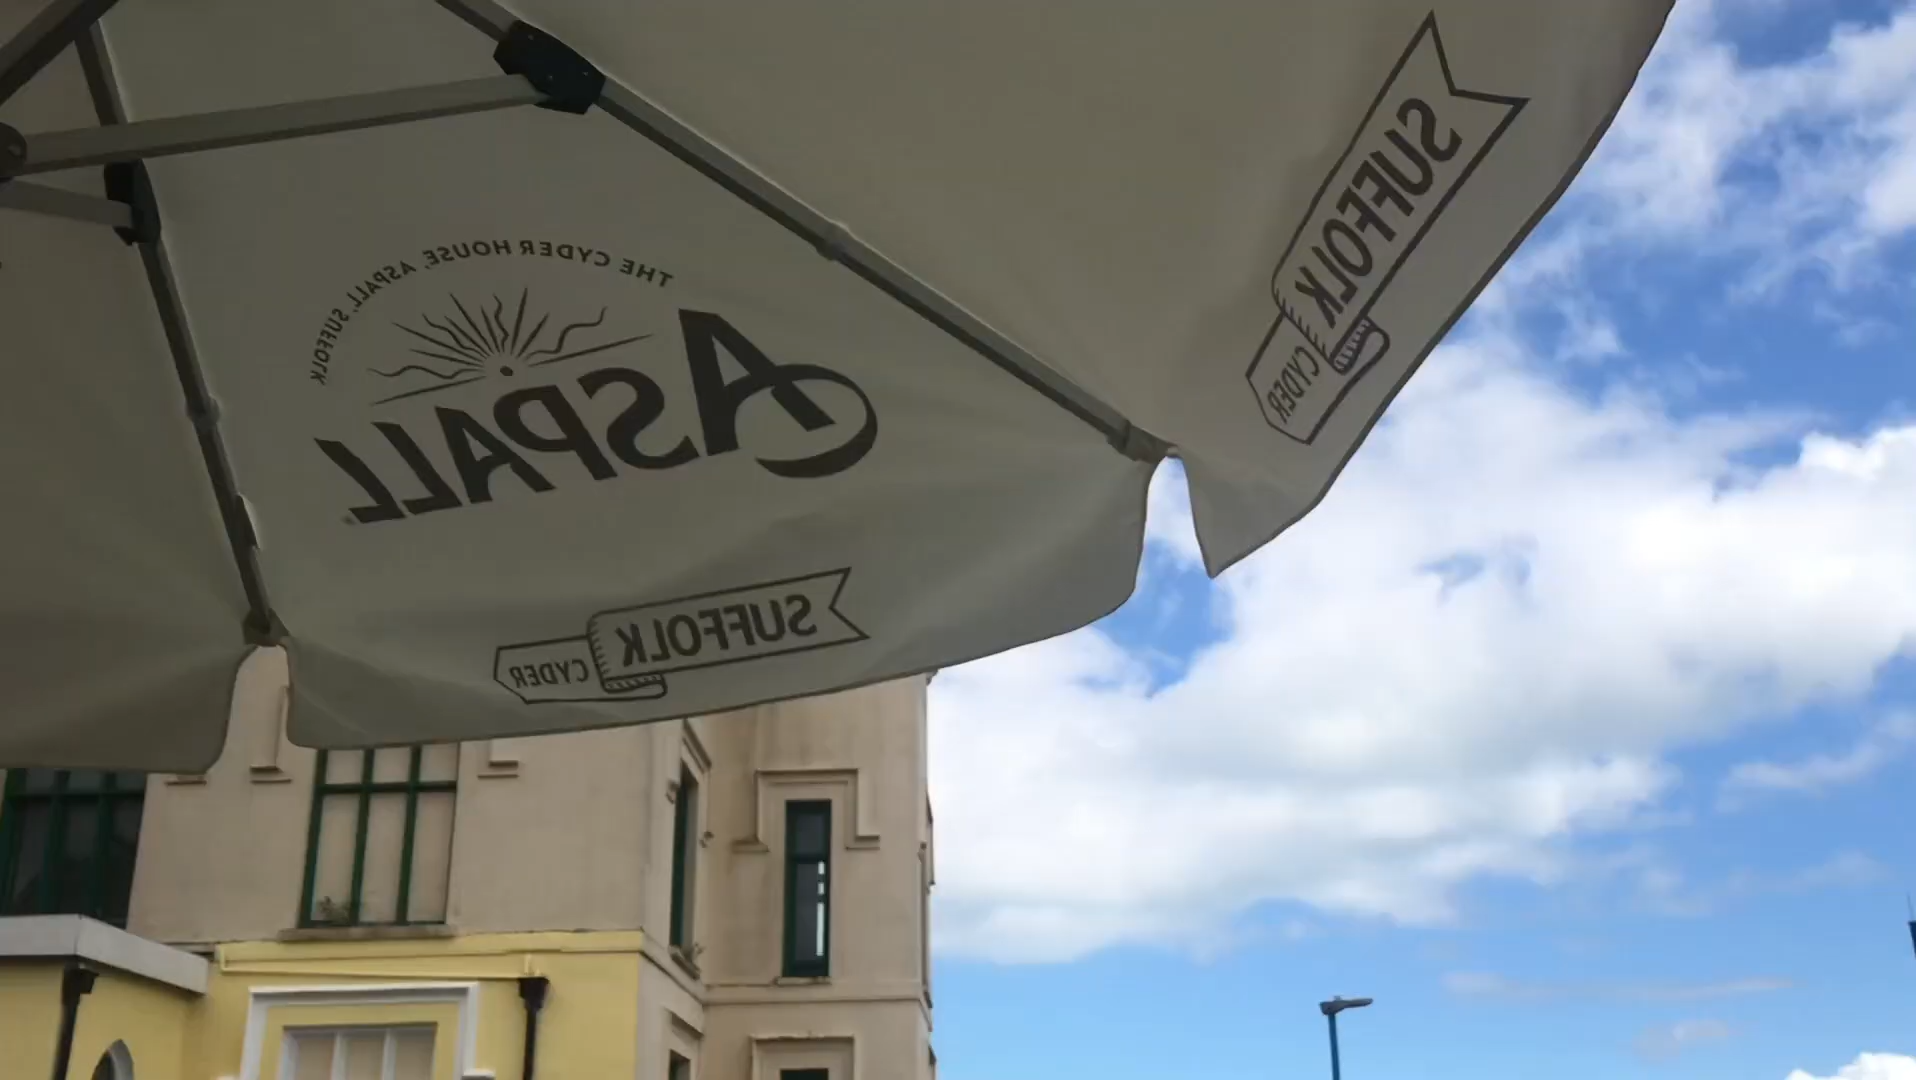 THE CYDER HOUSE, ASPALL, SUFFOLK
ASPALL
SUFFOLK
CYDER
SUFFOLK
CYDER